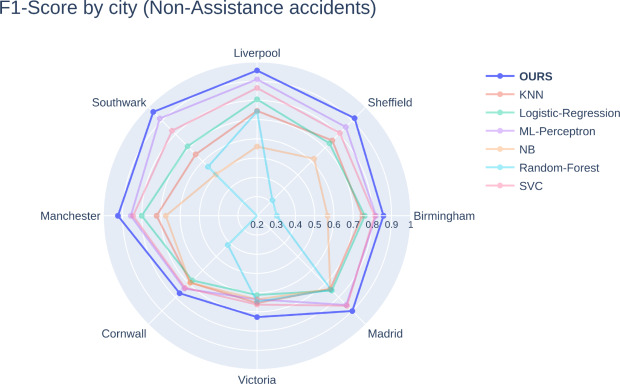 F1-Score by city (Non-Assistance accidents)
Liverpool
Southwark
Sheffield
Manchester
Birmingham
0.2 0.3 0.4 0.5 0.6 0.7 0.8 0.9 1
Cornwall
Madrid
Victoria
OURS
KNN
Logistic-Regression
ML-Perceptron
NB
Random-Forest
SVC